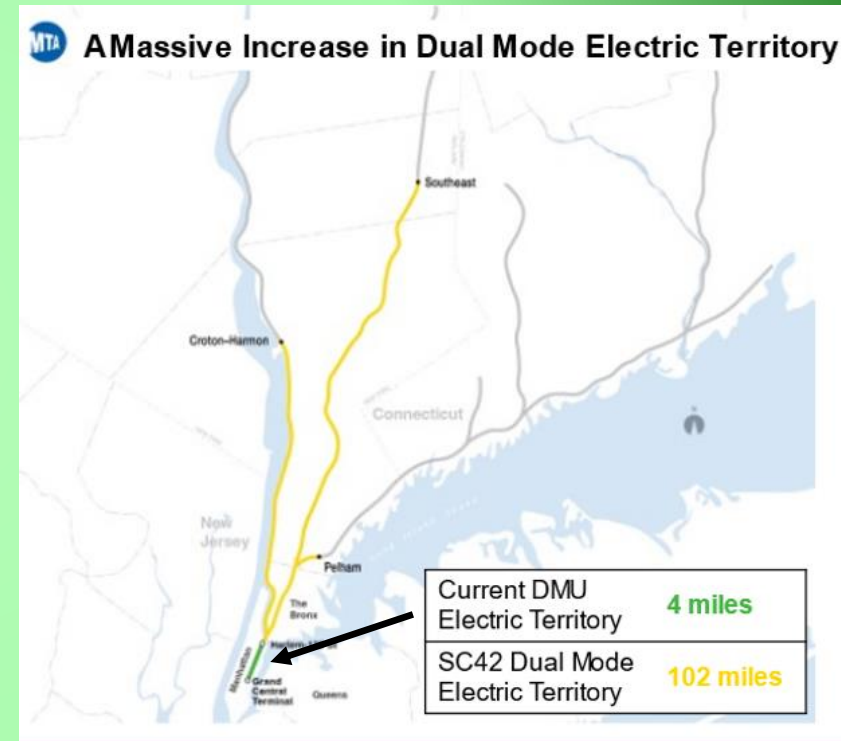 MTA
A Massive Increase in Dual Mode Electric Territory
Southeast
Croton–Harmon
Connecticut
New
Jersey
Pelham
The
Bronx
Manhattan
Grand
Central
Terminal
Queens
Current DMU
Electric Territory
4 miles
SC42 Dual Mode
Electric Territory
102 miles